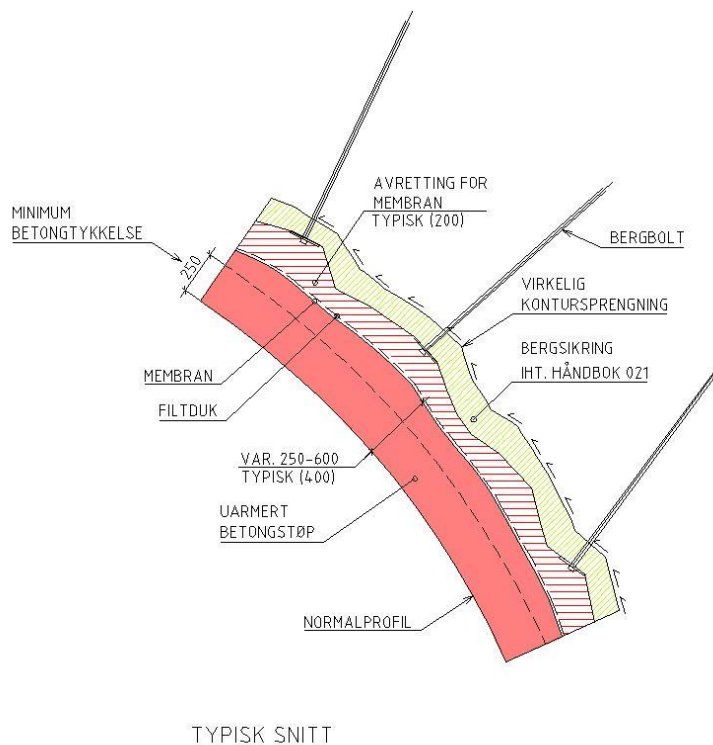 AVRETTING FOR
MEMBRAN
TYPISK (200)
MINIMUM
BETONGTYKKELSE
BERGBOLT
250
VIRKELIG
KONTURSPRENGNING
BERGSIKRING
IHT. HÅNDBOK 021
MEMBRAN
FILTDUK
VAR. 250-600
TYPISK (400)
UARMERT
BETONGSTØP
NORMALPROFIL
TYPISK SNITT